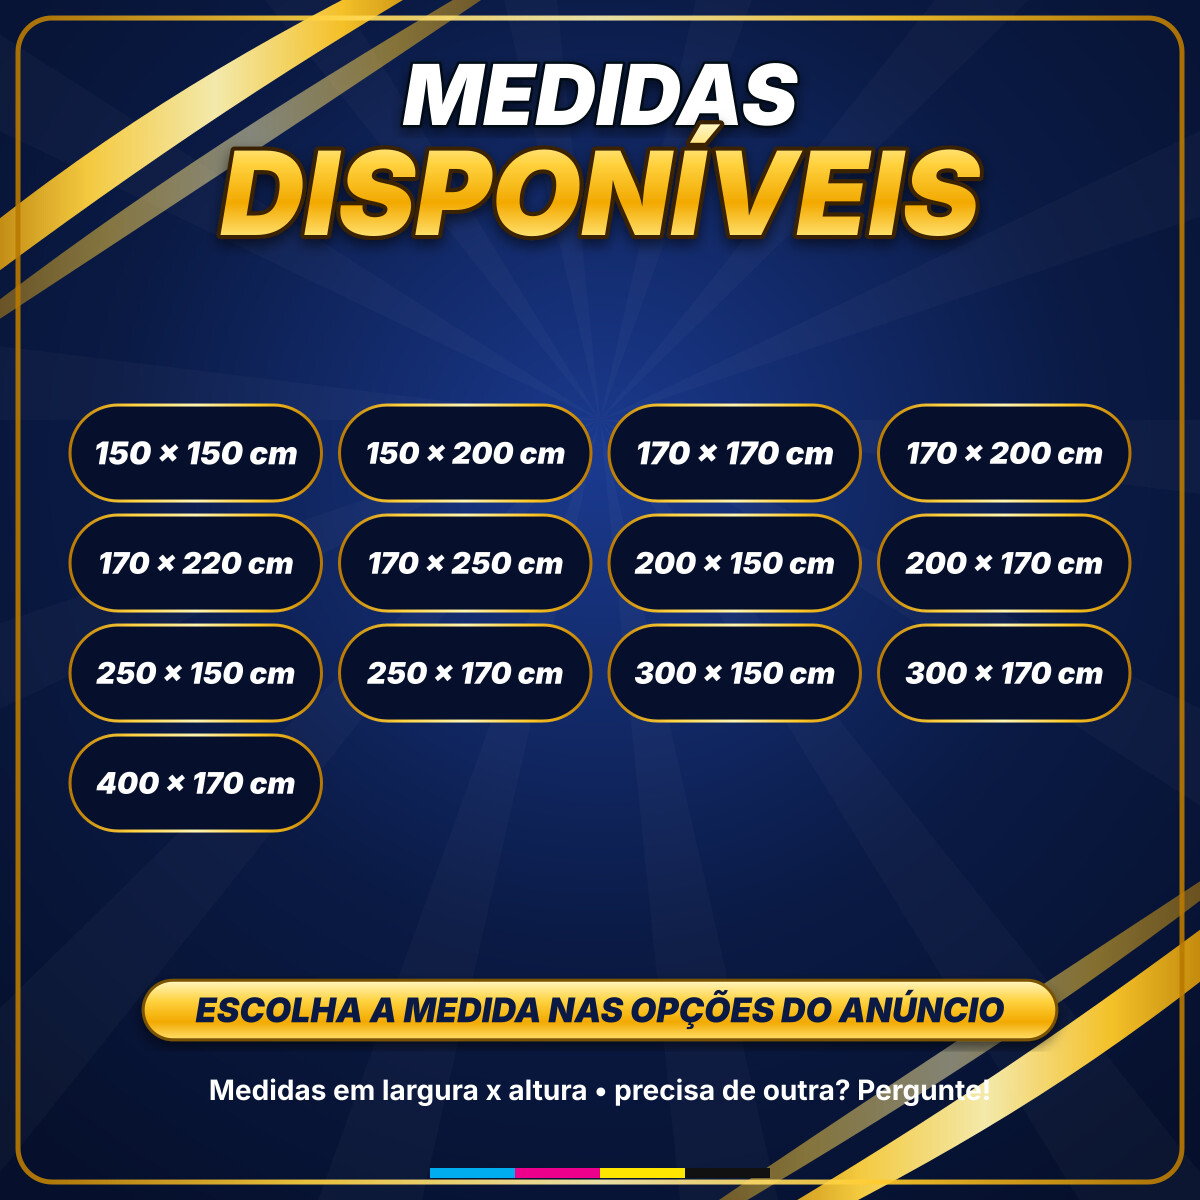 MEDIDAS
DISPONÍVEIS
150 × 150 cm
150 × 200 cm
170 × 170 cm
170 × 200 cm
170 × 220 cm
170 × 250 cm
200 × 150 cm
200 × 170 cm
250 × 150 cm
250 × 170 cm
300 × 150 cm
300 × 170 cm
400 × 170 cm
ESCOLHA A MEDIDA NAS OPÇÕES DO ANÚNCIO
Medidas em largura x altura • precisa de outra? Pergunte!